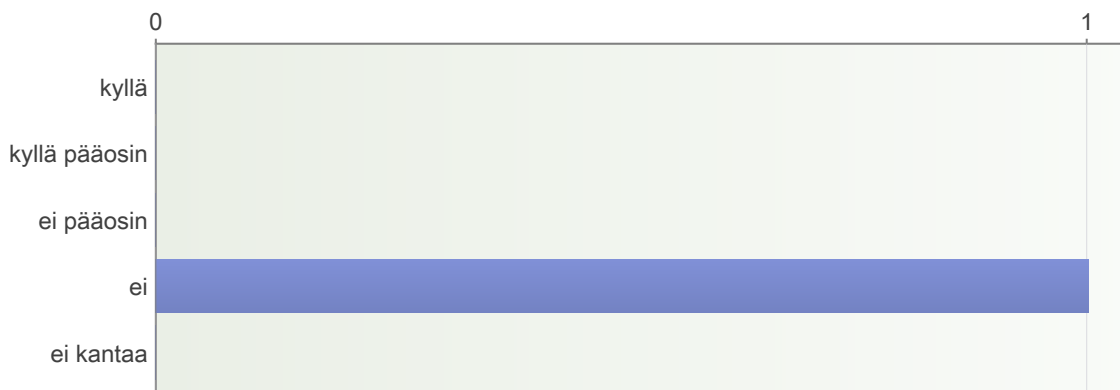 0 1
kyllä
kyllä pääosin
ei pääosin
ei
ei kantaa